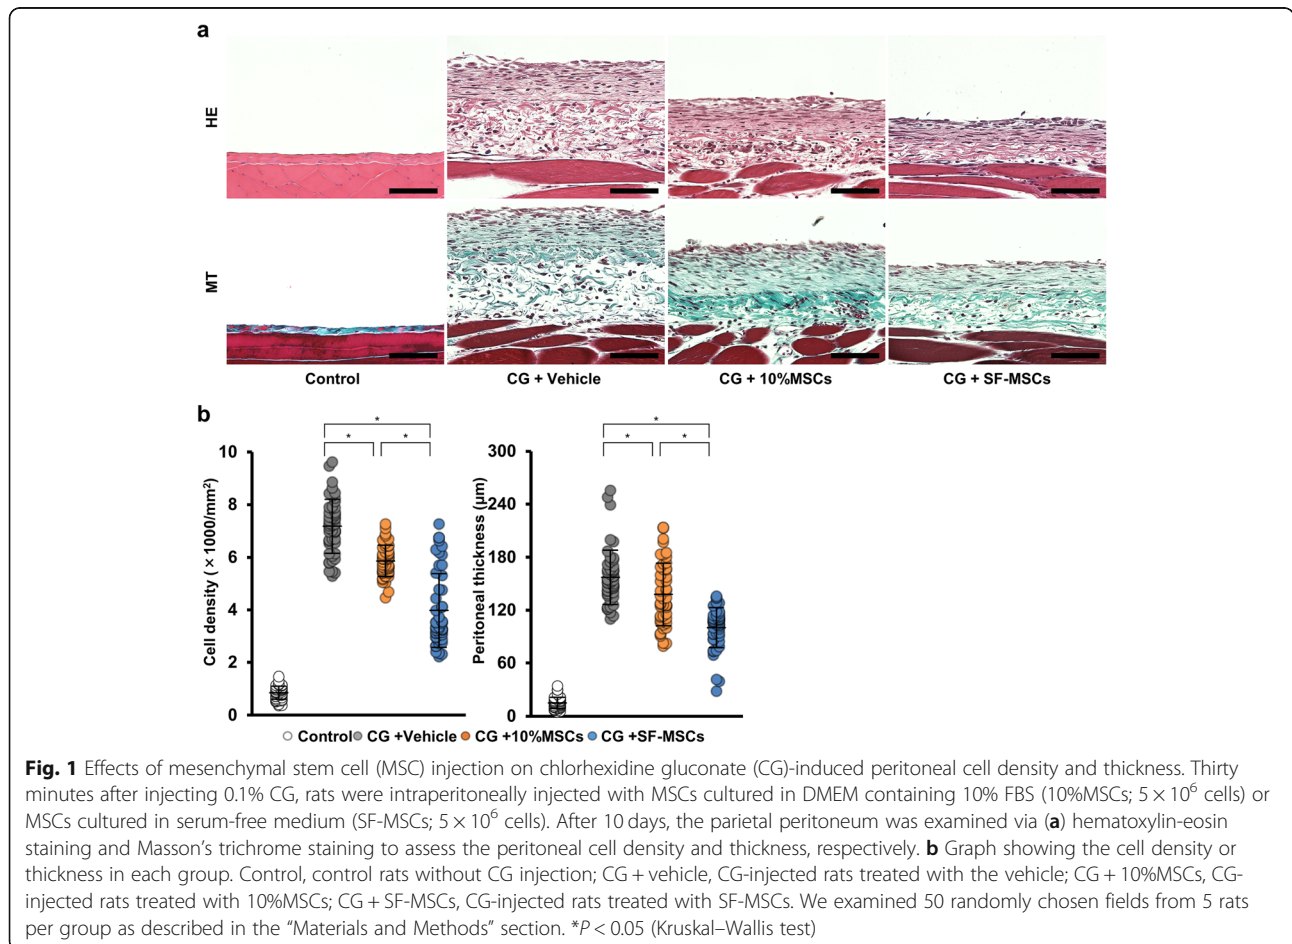 a
HE
MT
Control CG + Vehicle CG + 10%MSCs CG + SF-MSCs
b
Cell density (×1000/mm²)
10
8
6
4
2
0
* * *
Peritoneal thickness (μm)
300
240
180
120
60
0
* * *
Control CG +Vehicle CG +10%MSCs CG +SF-MSCs
Fig. 1 Effects of mesenchymal stem cell (MSC) injection on chlorhexidine gluconate (CG)-induced peritoneal cell density and thickness. Thirty
minutes after injecting 0.1% CG, rats were intraperitoneally injected with MSCs cultured in DMEM containing 10% FBS (10%MSCs; 5 × 10⁶ cells) or
MSCs cultured in serum-free medium (SF-MSCs; 5 × 10⁶ cells). After 10 days, the parietal peritoneum was examined via (a) hematoxylin-eosin
staining and Masson's trichrome staining to assess the peritoneal cell density and thickness, respectively. b Graph showing the cell density or
thickness in each group. Control, control rats without CG injection; CG + vehicle, CG-injected rats treated with the vehicle; CG + 10%MSCs, CG-
injected rats treated with 10%MSCs; CG + SF-MSCs, CG-injected rats treated with SF-MSCs. We examined 50 randomly chosen fields from 5 rats
per group as described in the "Materials and Methods" section. *P < 0.05 (Kruskal–Wallis test)